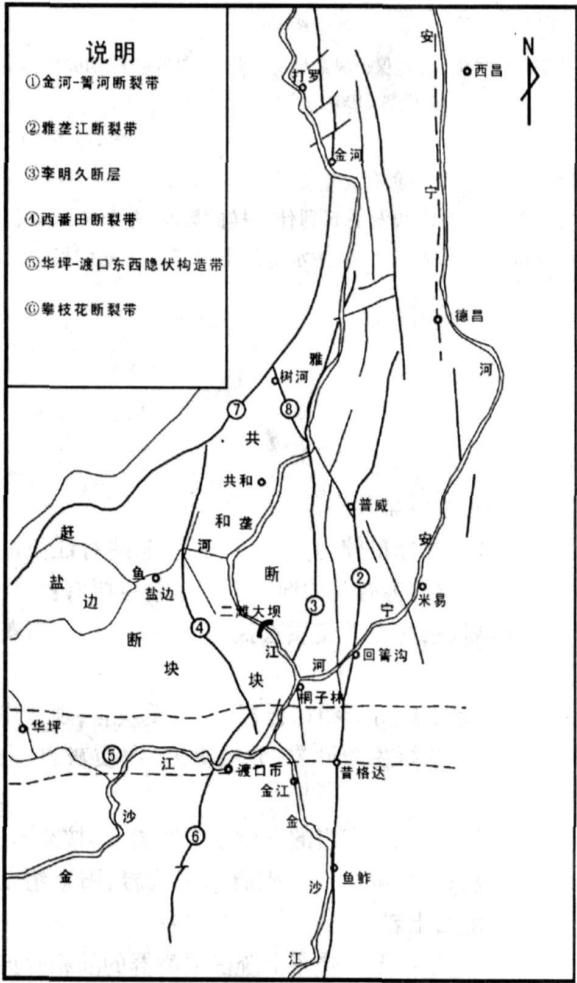 说明
①金河-箐河断裂带
②雅砻江断裂带
③李明久断层
④西番田断裂带
⑤华坪-渡口东西隐伏构造带
⑥攀枝花断裂带
N
安
宁
河
西昌
打罗
金河
德昌
雅
树河
⑦
⑧
共
共和
和
砻
河
普威
赶
鱼
盐边
盐
边
断
块
断
块
二滩大坝
江
③
②
④
安
宁
河
米易
回箐沟
桐子林
华坪
⑤
江
渡口市
昔格达
金江
金
沙
江
沙
金
⑥
鱼鲊